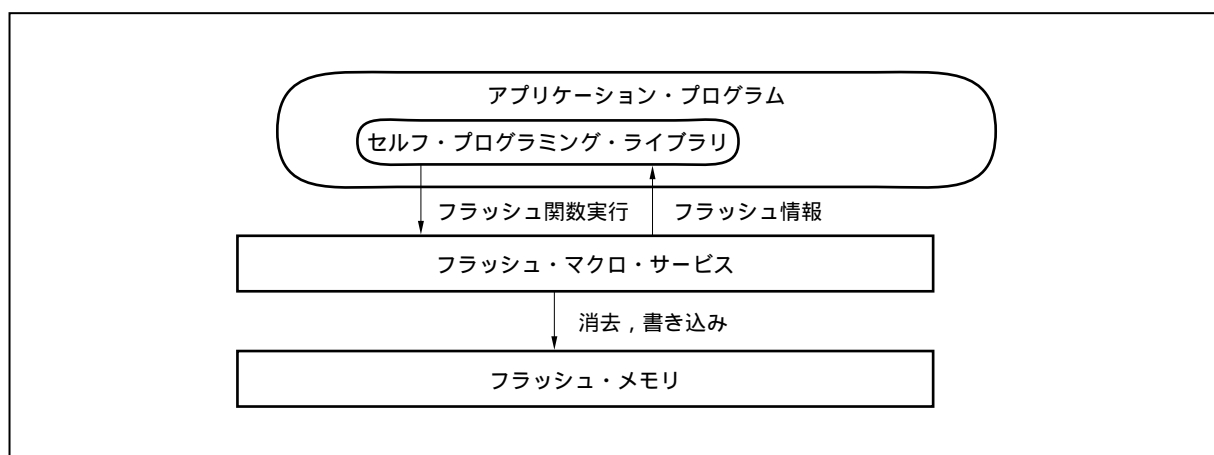 アプリケーション・プログラム
セルフ・プログラミング・ライブラリ
フラッシュ関数実行
フラッシュ情報
フラッシュ・マクロ・サービス
消去，書き込み
フラッシュ・メモリ